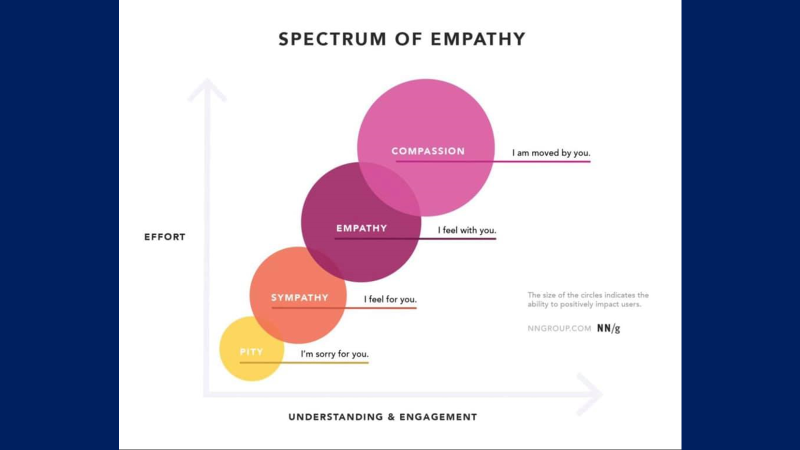 SPECTRUM OF EMPATHY
COMPASSION
I am moved by you.
EMPATHY
I feel with you.
EFFORT
SYMPATHY
I feel for you.
The size of the circles indicates the
ability to positively impact users.
NNGROUP.COM NN/g
PITY
I'm sorry for you.
UNDERSTANDING & ENGAGEMENT